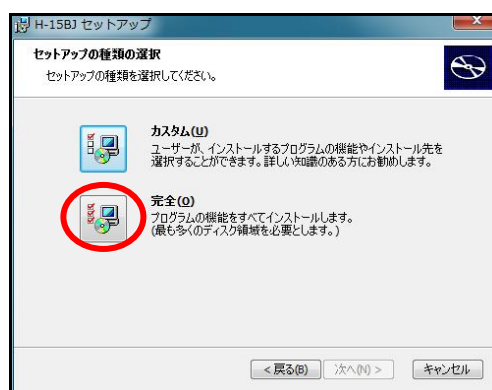 H-15BJ セットアップ
セットアップの種類の選択
セットアップの種類を選択してください。
カスタム(U)
ユーザーが、インストールするプログラムの機能やインストール先を
選択することができます。詳しい知識のある方にお勧めします。
完全(O)
プログラムの機能をすべてインストールします。
(最も多くのディスク領域を必要とします。)
< 戻る(B)
次へ(N) >
キャンセル